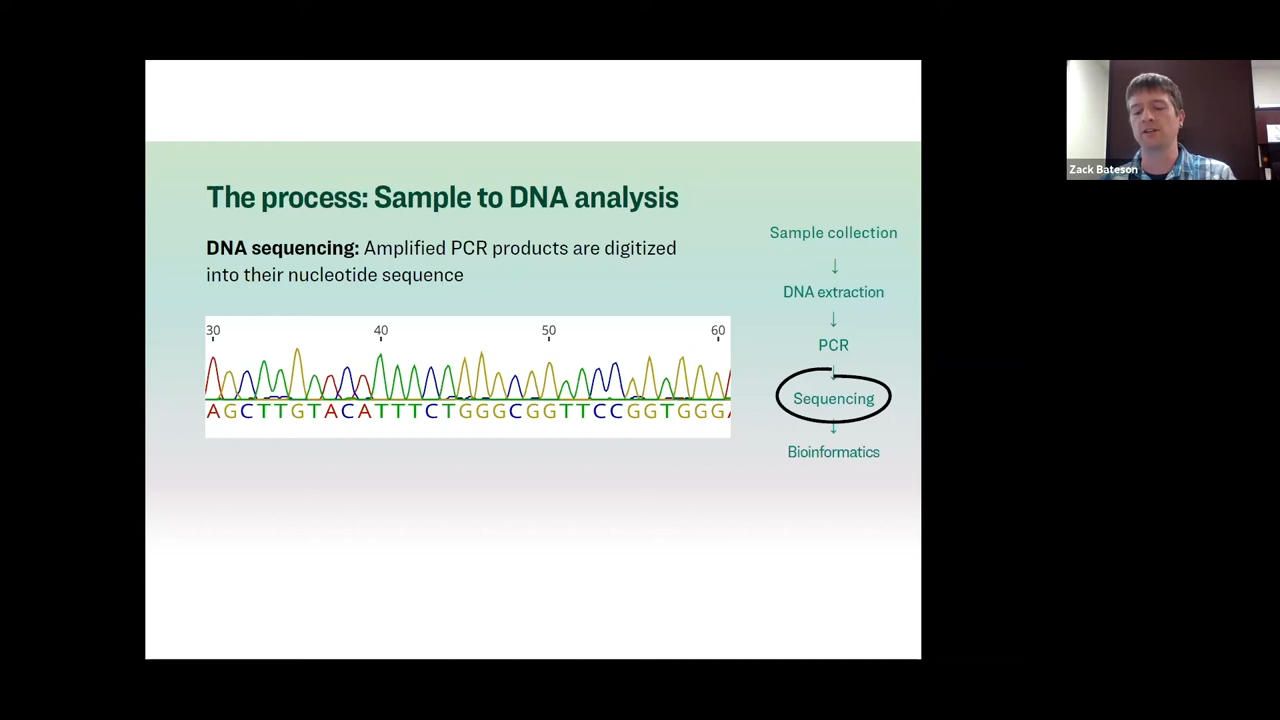 The process: Sample to DNA analysis
DNA sequencing: Amplified PCR products are digitized
into their nucleotide sequence
30 40 50 60
AGCTTGTACATTTCTGGGCGGTTCCGGTGGGA
Sample collection
↓
DNA extraction
↓
PCR
↓
Sequencing
↓
Bioinformatics
Zack Bateson